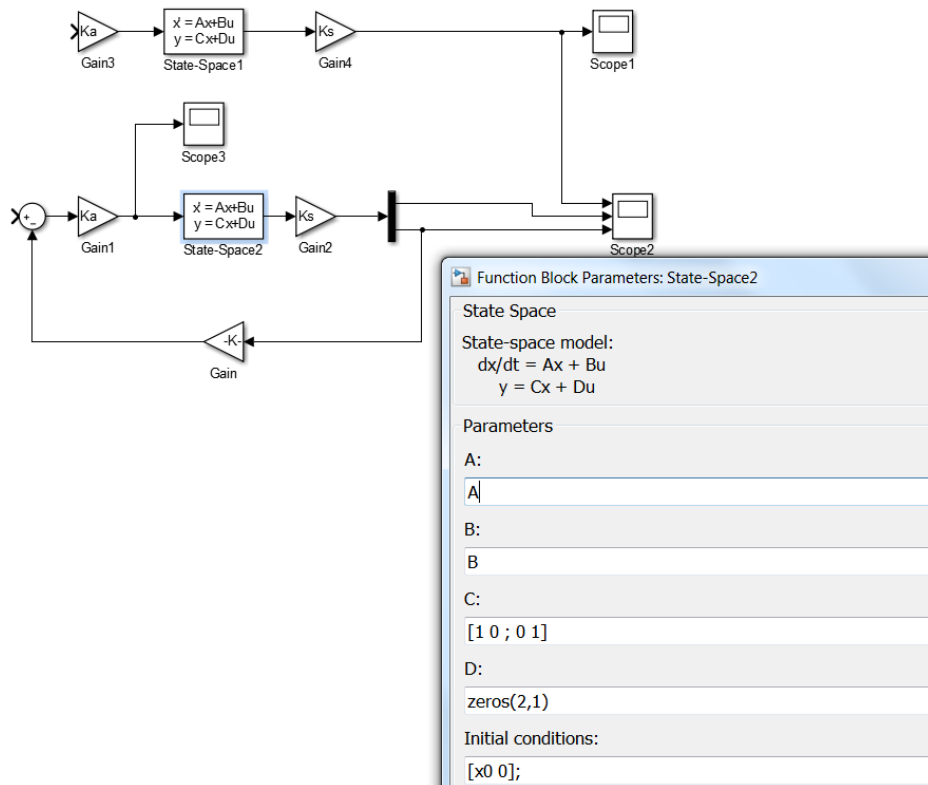 Ka
x' = Ax+Bu
y = Cx+Du
Ks
Gain3
State-Space1
Gain4
Scope1
Scope3
+
-
Ka
x' = Ax+Bu
y = Cx+Du
Ks
Gain1
State-Space2
Gain2
Scope2
-K-
Gain
Function Block Parameters: State-Space2
State Space
State-space model:
dx/dt = Ax + Bu
y = Cx + Du
Parameters
A:
A
B:
B
C:
[1 0 ; 0 1]
D:
zeros(2,1)
Initial conditions:
[x0 0];